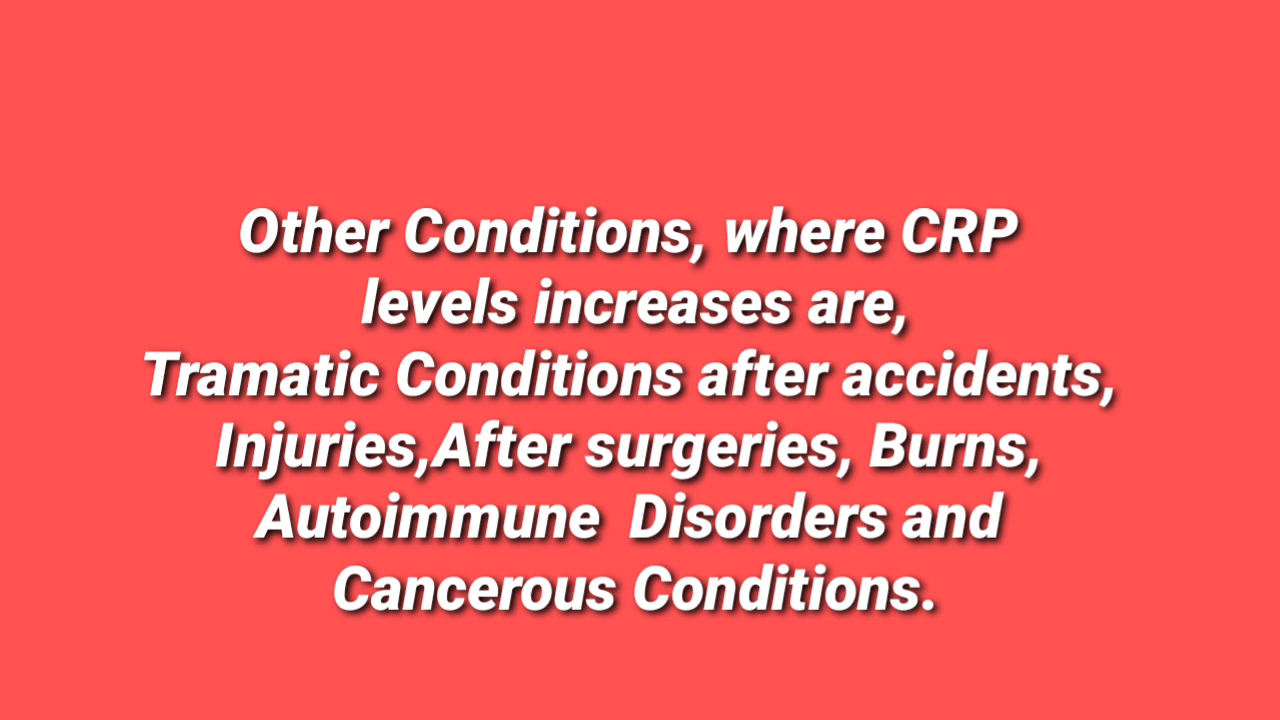 Other Conditions, where CRP
levels increases are,
Tramatic Conditions after accidents,
Injuries,After surgeries, Burns,
Autoimmune  Disorders and
Cancerous Conditions.